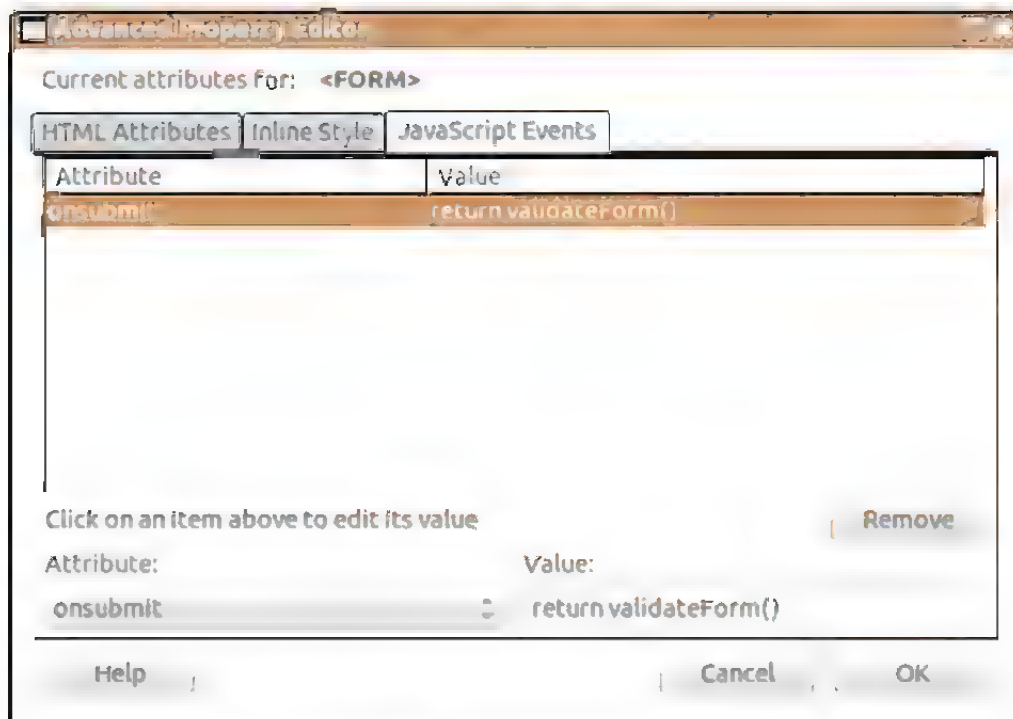 Advanced Property Editor
Current attributes for: <FORM>
HTML Attributes Inline Style JavaScript Events
Attribute Value
onsubmit return validateForm()
Click on an item above to edit its value Remove
Attribute: Value:
onsubmit return validateForm()
Help Cancel OK